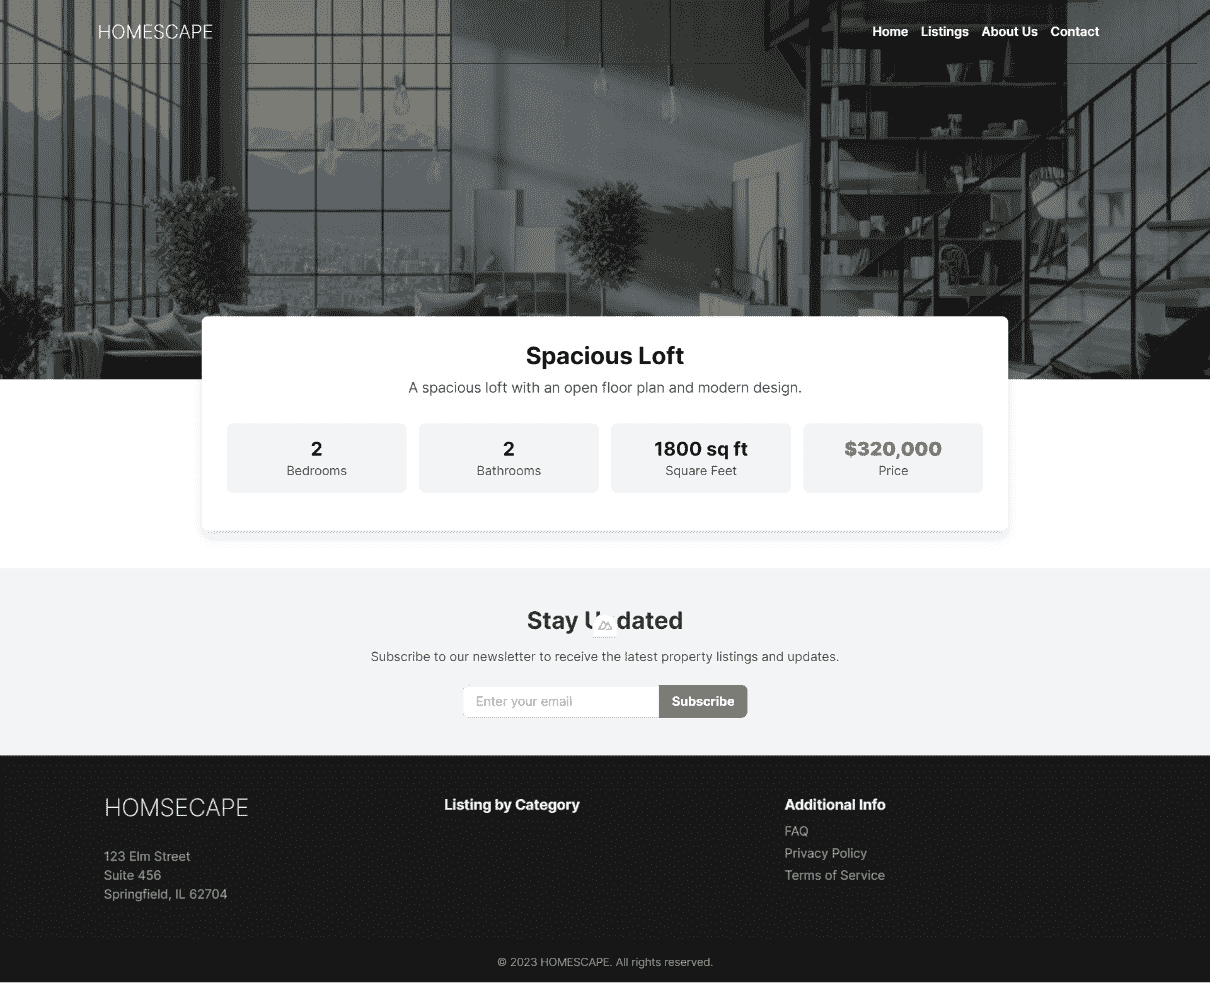 HOMESCAPE
Home Listings About Us Contact
Spacious Loft
A spacious loft with an open floor plan and modern design.
2
Bedrooms
2
Bathrooms
1800 sq ft
Square Feet
$320,000
Price
Stay U dated
Subscribe to our newsletter to receive the latest property listings and updates.
Enter your email
Subscribe
HOMSECAPE
123 Elm Street
Suite 456
Springfield, IL 62704
Listing by Category
Additional Info
FAQ
Privacy Policy
Terms of Service
© 2023 HOMESCAPE. All rights reserved.